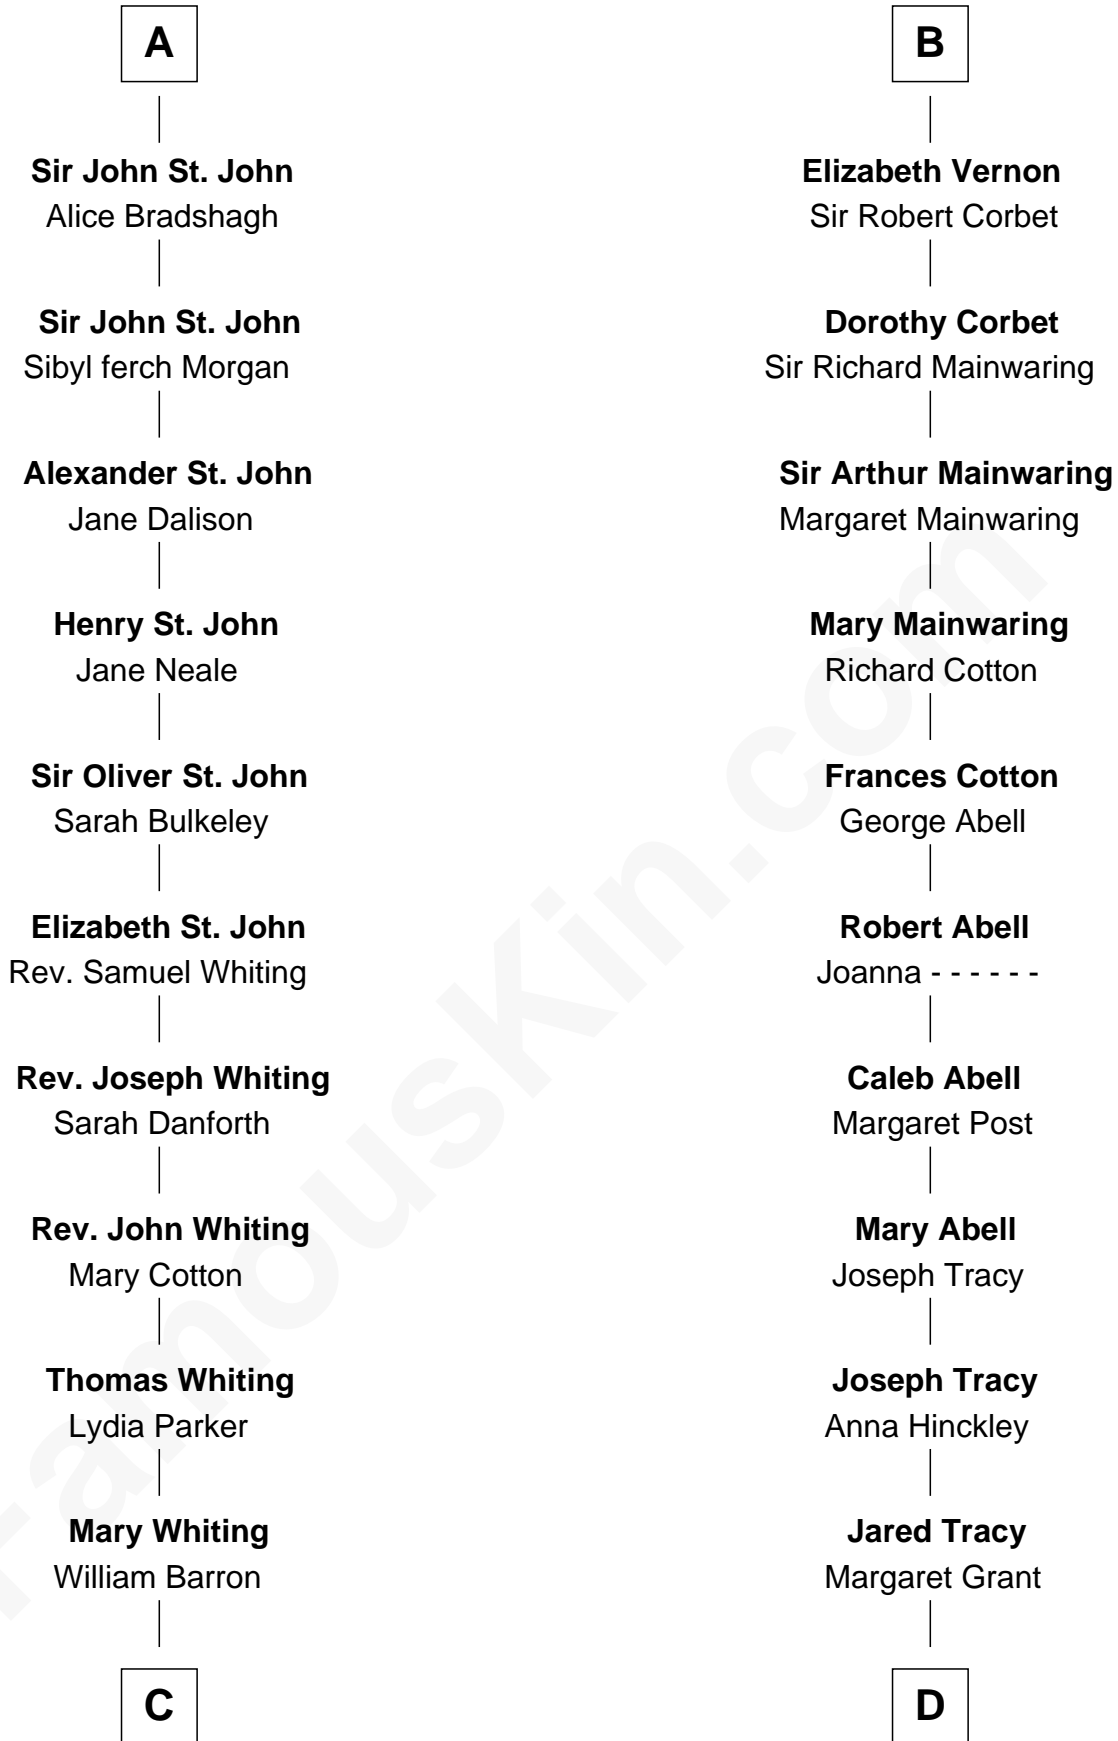 A
Sir John St. John
Alice Bradshagh
Sir John St. John
Sibyl ferch Morgan
Alexander St. John
Jane Dalison
Henry St. John
Jane Neale
Sir Oliver St. John
Sarah Bulkeley
Elizabeth St. John
Rev. Samuel Whiting
Rev. Joseph Whiting
Sarah Danforth
Rev. John Whiting
Mary Cotton
Thomas Whiting
Lydia Parker
Mary Whiting
William Barron
C
B
Elizabeth Vernon
Sir Robert Corbet
Dorothy Corbet
Sir Richard Mainwaring
Sir Arthur Mainwaring
Margaret Mainwaring
Mary Mainwaring
Richard Cotton
Frances Cotton
George Abell
Robert Abell
Joanna - - - - - -
Caleb Abell
Margaret Post
Mary Abell
Joseph Tracy
Joseph Tracy
Anna Hinckley
Jared Tracy
Margaret Grant
D
FamousKin.com